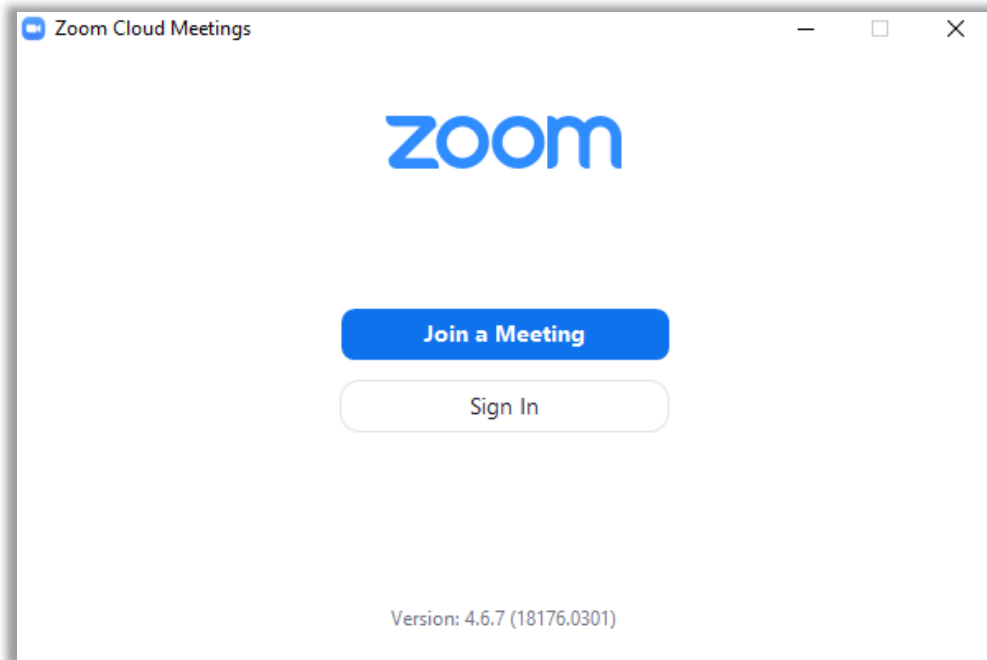 Zoom Cloud Meetings
zoom
Join a Meeting
Sign In
Version: 4.6.7 (18176.0301)